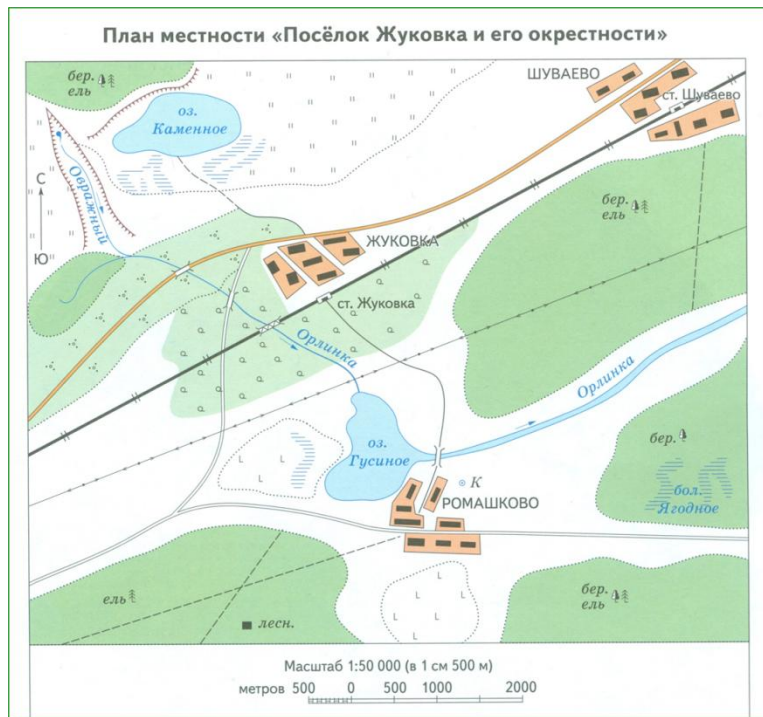 План местности «Посёлок Жуковка и его окрестности»
бер.
ель
оз.
Каменное
ШУВАЕВО
ст. Шуваево
С
Ю
Овражный
бер.
ель
ЖУКОВКА
ст. Жуковка
Орлинка
Орлинка
оз.
Гусиное
К
РОМАШКОВО
бер.
бол.
Ягодное
ель
лесн.
бер.
ель
Масштаб 1:50 000 (в 1 см 500 м)
метров 500 0 500 1000 2000